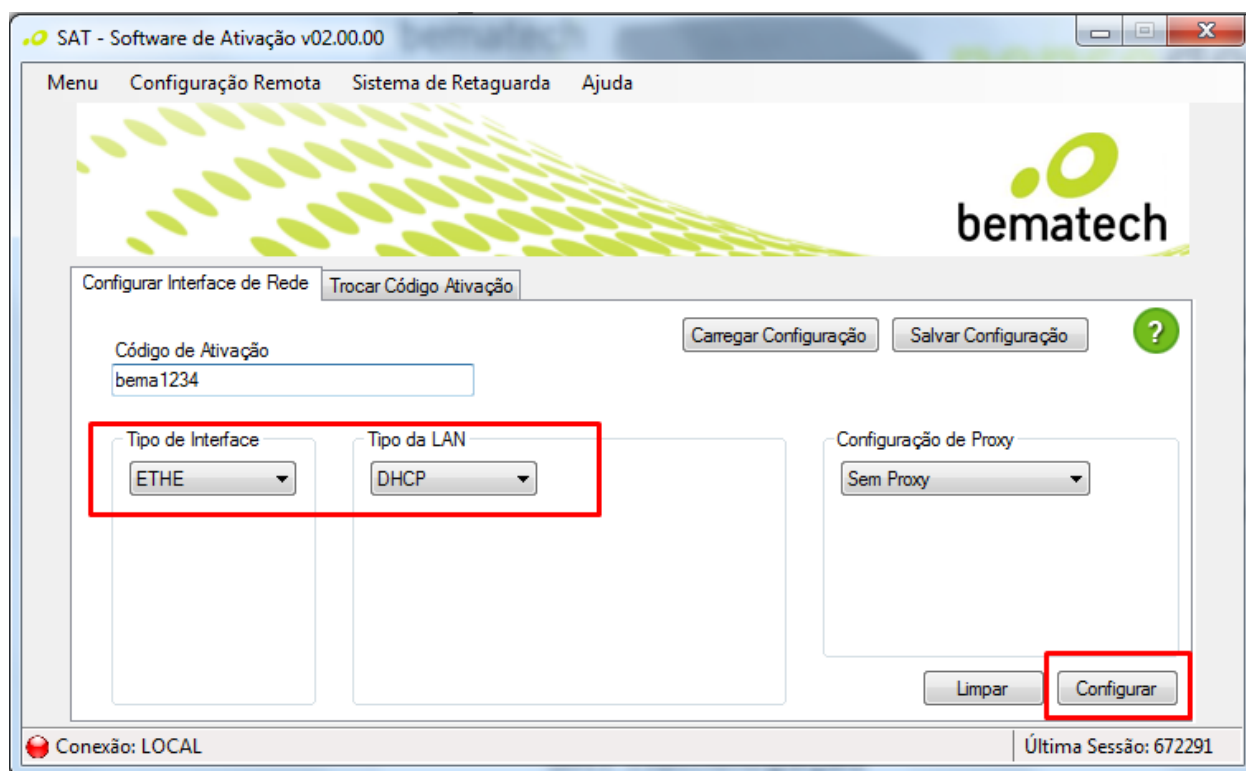 SAT - Software de Ativação v02.00.00
Menu Configuração Remota Sistema de Retaguarda Ajuda
bematech
Configurar Interface de Rede Trocar Código Ativação
Carregar Configuração Salvar Configuração ?
Código de Ativação
bema1234
Tipo de Interface Tipo da LAN Configuração de Proxy
ETHE DHCP Sem Proxy
Limpar Configurar
Conexão: LOCAL Última Sessão: 672291